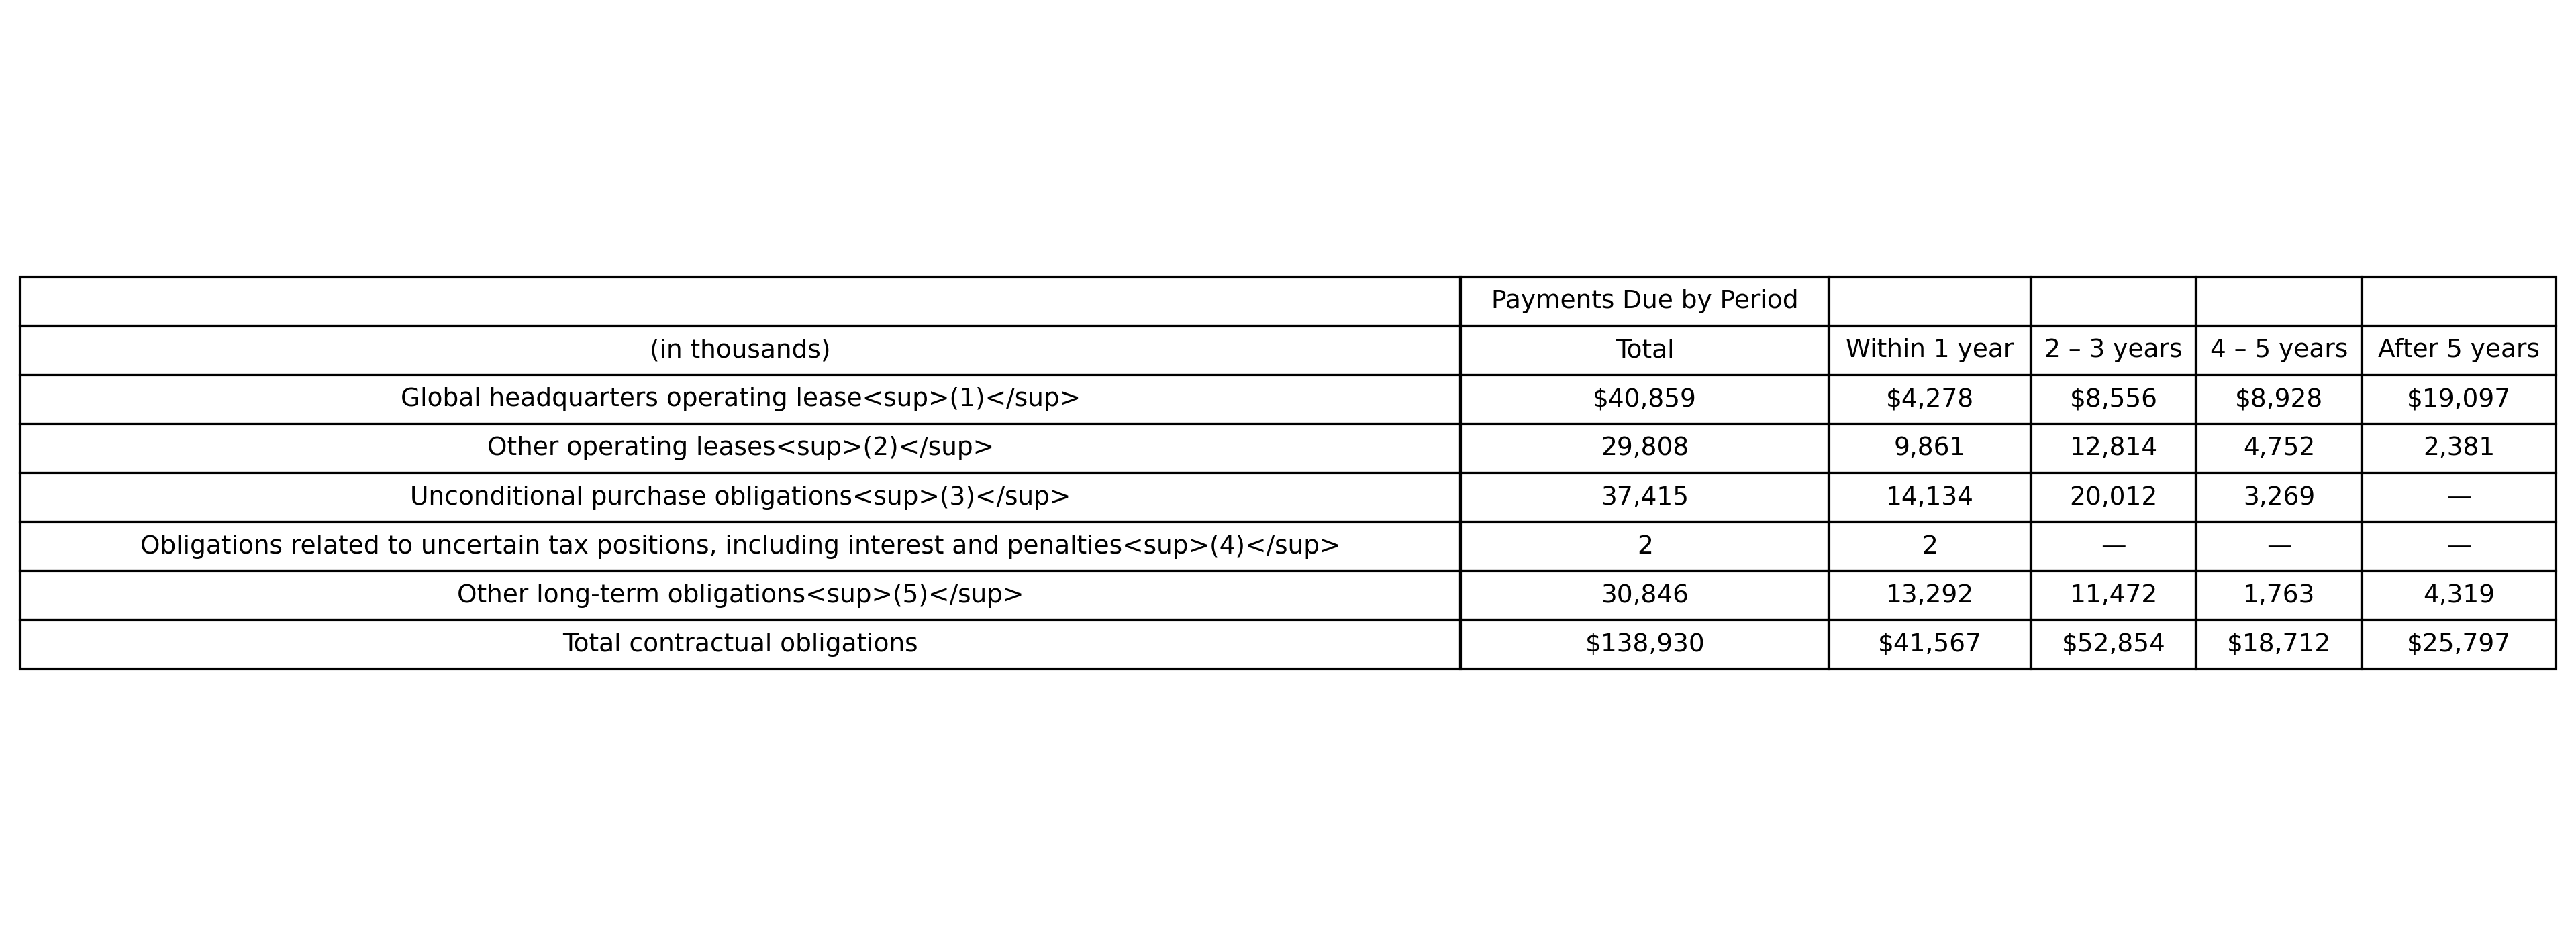 Payments Due by Period
(in thousands) Total Within 1 year 2 – 3 years 4 – 5 years After 5 years
Global headquarters operating lease<sup>(1)</sup> $40,859 $4,278 $8,556 $8,928 $19,097
Other operating leases<sup>(2)</sup> 29,808 9,861 12,814 4,752 2,381
Unconditional purchase obligations<sup>(3)</sup> 37,415 14,134 20,012 3,269 —
Obligations related to uncertain tax positions, including interest and penalties<sup>(4)</sup> 2 2 — — —
Other long-term obligations<sup>(5)</sup> 30,846 13,292 11,472 1,763 4,319
Total contractual obligations $138,930 $41,567 $52,854 $18,712 $25,797